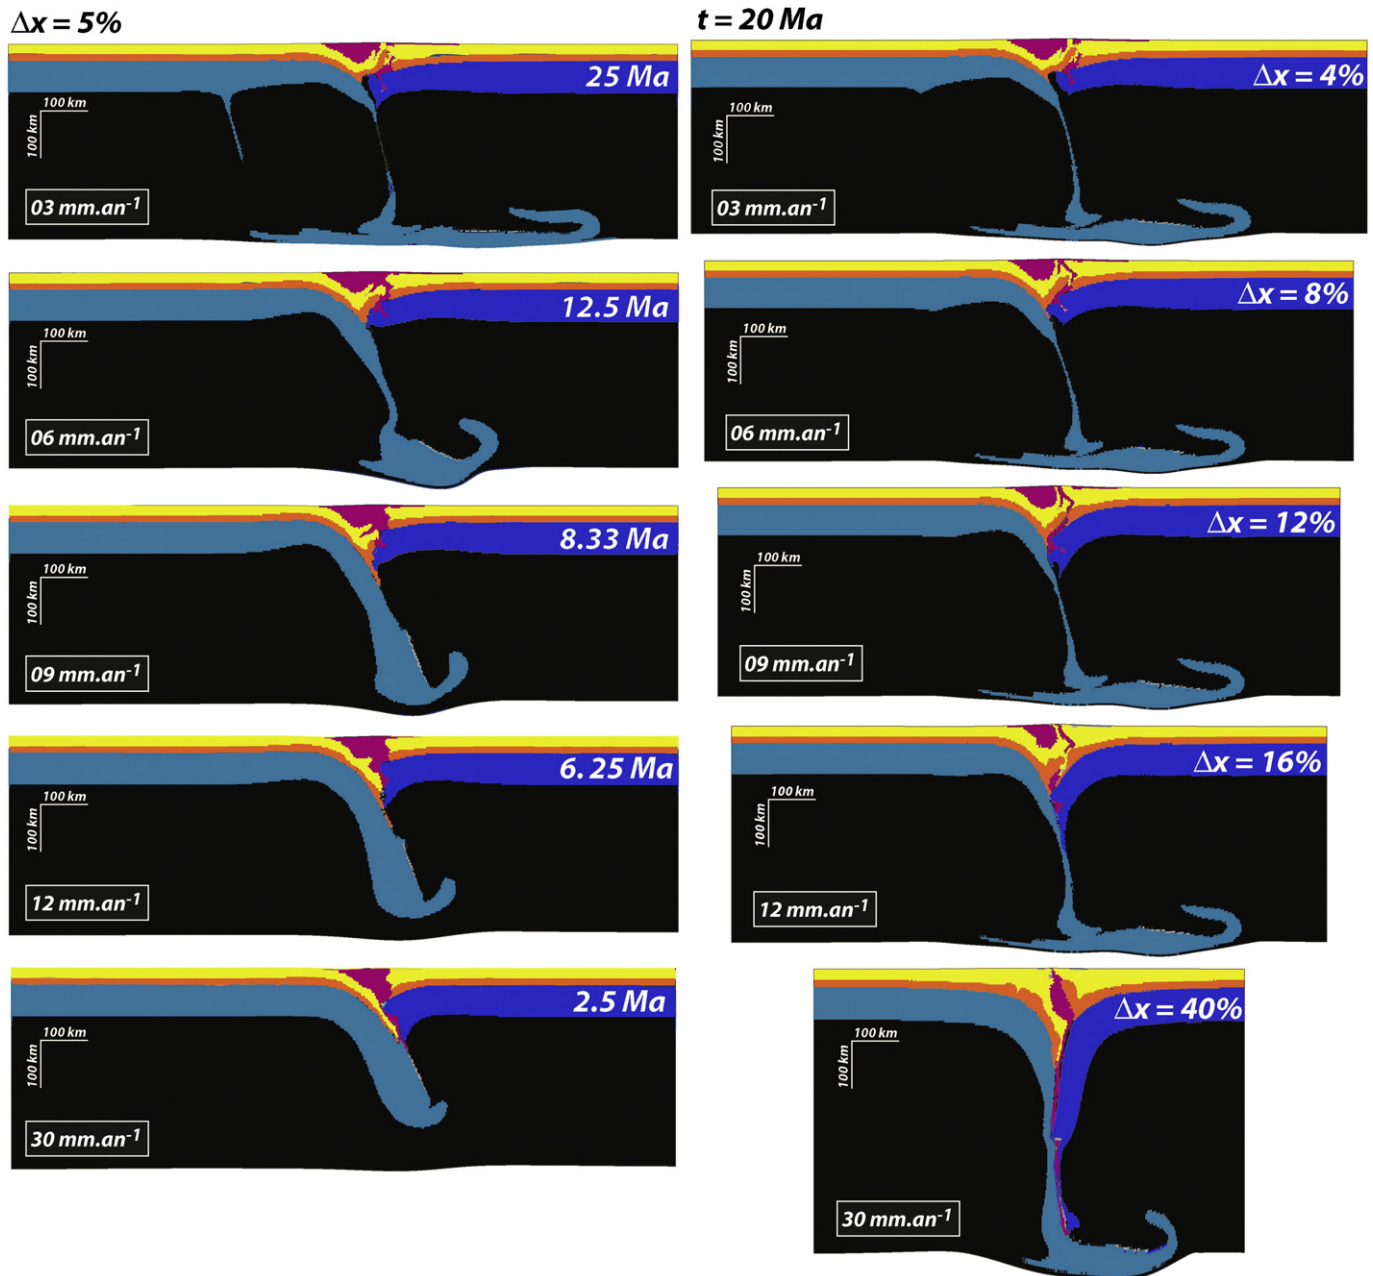 Δx = 5%
25 Ma
100 km
100 km
03 mm.an-1
12.5 Ma
100 km
100 km
06 mm.an-1
8.33 Ma
100 km
100 km
09 mm.an-1
6.25 Ma
100 km
100 km
12 mm.an-1
2.5 Ma
100 km
100 km
30 mm.an-1
t = 20 Ma
Δx = 4%
100 km
100 km
03 mm.an-1
Δx = 8%
100 km
100 km
06 mm.an-1
Δx = 12%
100 km
100 km
09 mm.an-1
Δx = 16%
100 km
100 km
12 mm.an-1
Δx = 40%
100 km
100 km
30 mm.an-1